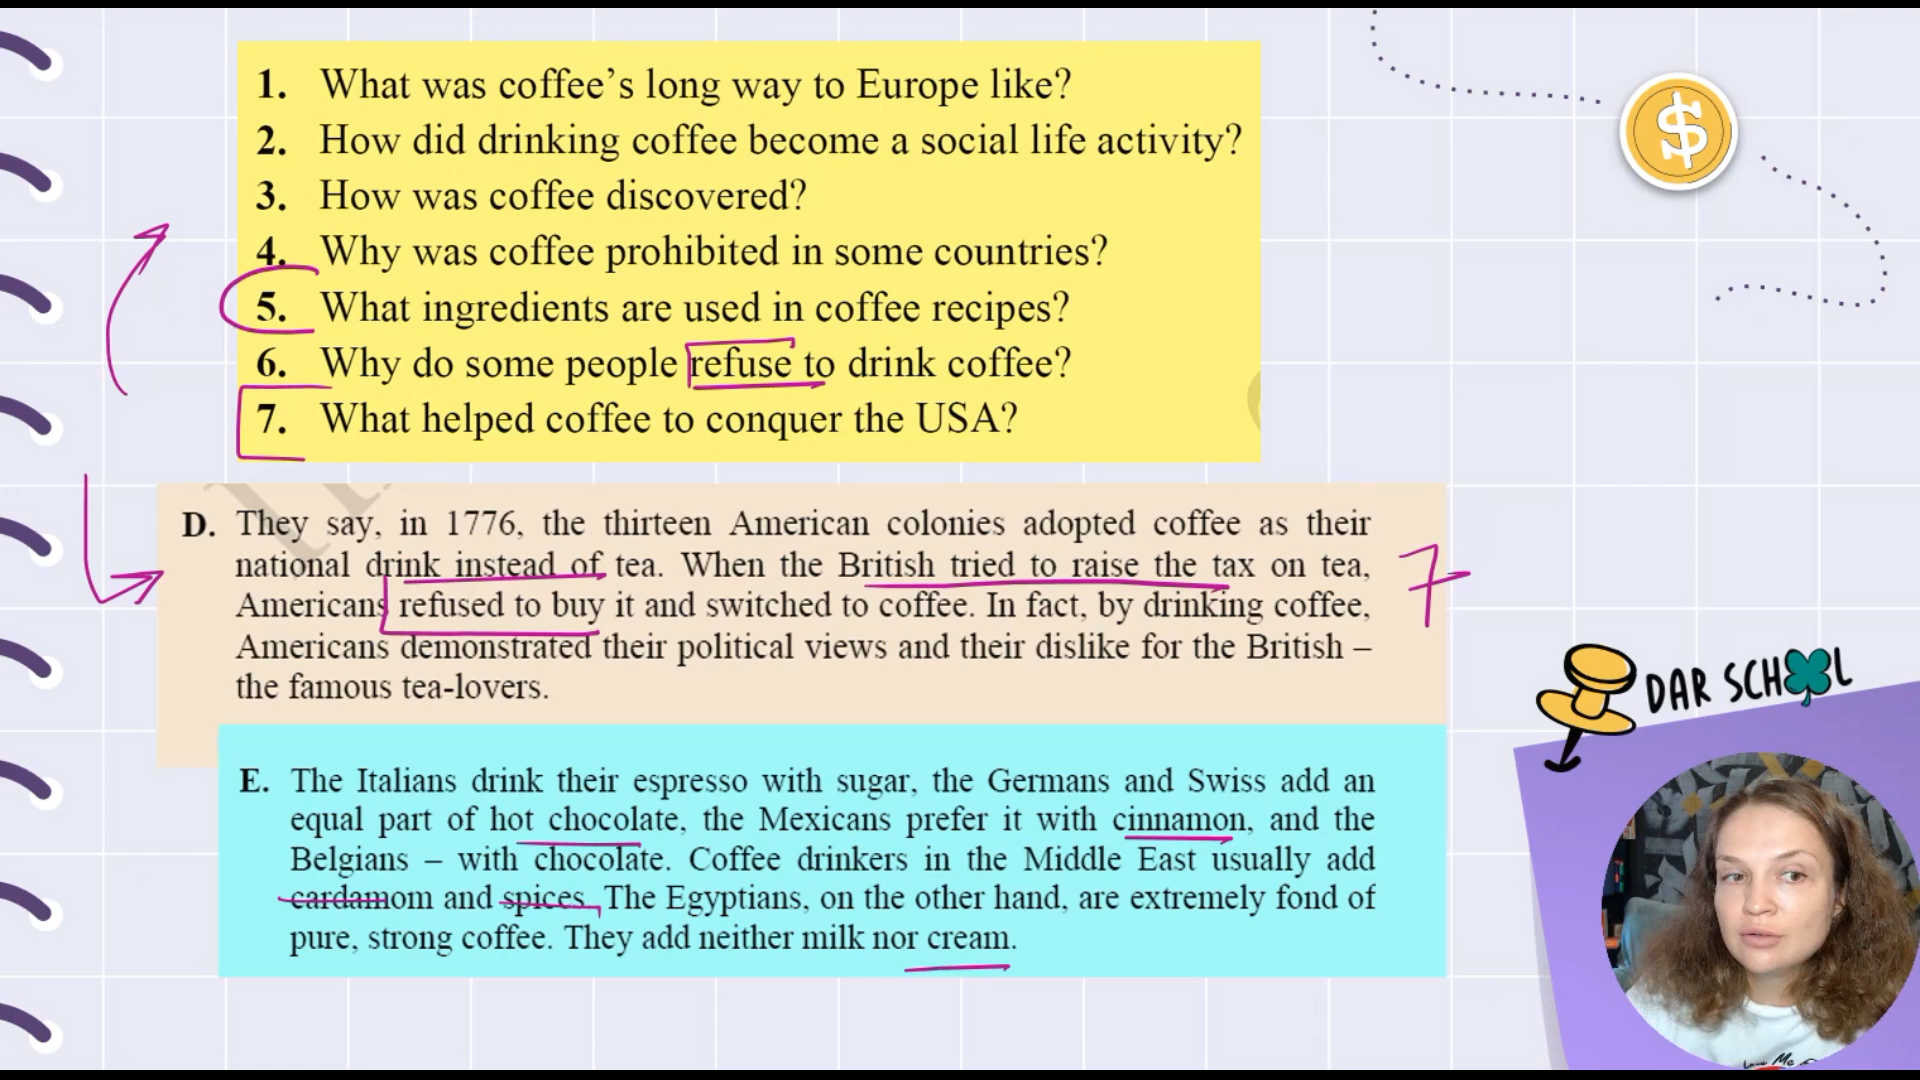 1. What was coffee's long way to Europe like?
2. How did drinking coffee become a social life activity?
3. How was coffee discovered?
4. Why was coffee prohibited in some countries?
5. What ingredients are used in coffee recipes?
6. Why do some people refuse to drink coffee?
7. What helped coffee to conquer the USA?
D. They say, in 1776, the thirteen American colonies adopted coffee as their
national drink instead of tea. When the British tried to raise the tax on tea,
Americans refused to buy it and switched to coffee. In fact, by drinking coffee,
Americans demonstrated their political views and their dislike for the British –
the famous tea-lovers.
7
E. The Italians drink their espresso with sugar, the Germans and Swiss add an
equal part of hot chocolate, the Mexicans prefer it with cinnamon, and the
Belgians – with chocolate. Coffee drinkers in the Middle East usually add
cardamom and spices. The Egyptians, on the other hand, are extremely fond of
pure, strong coffee. They add neither milk nor cream.
$
DAR SCHOOL